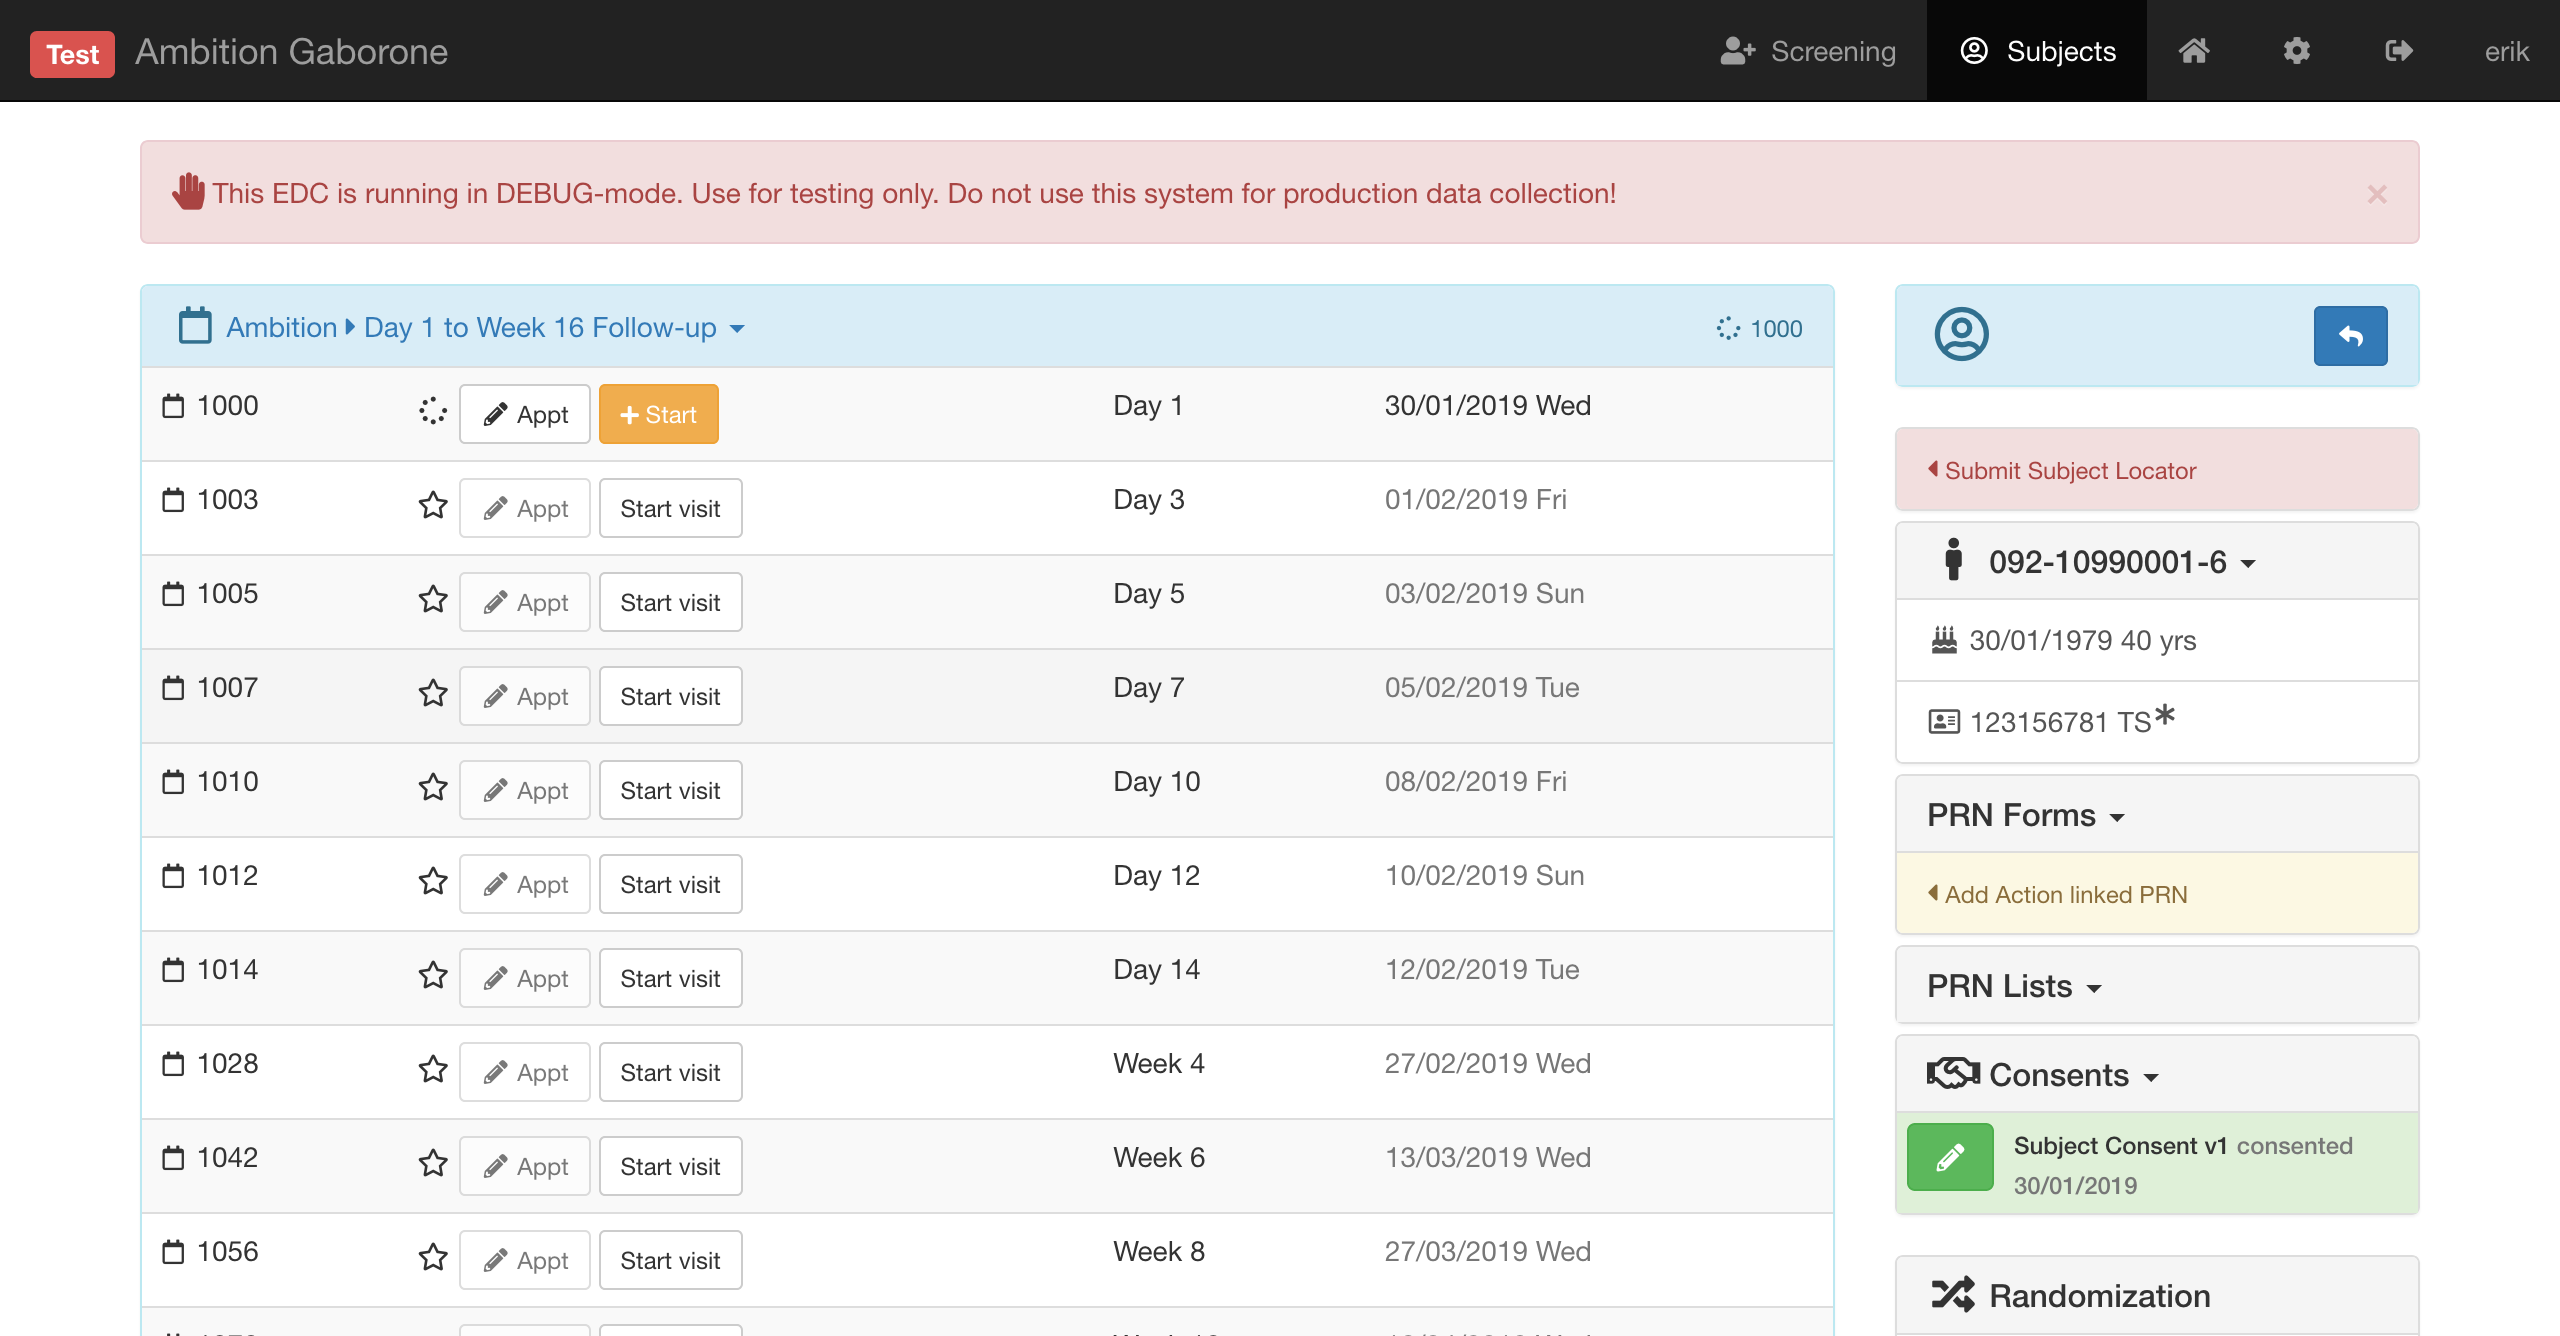 Test Ambition Gaborone Screening Subjects erik
This EDC is running in DEBUG-mode. Use for testing only. Do not use this system for production data collection! ×
Ambition Day 1 to Week 16 Follow-up 1000
1000 Appt + Start Day 1 30/01/2019 Wed
1003 Appt Start visit Day 3 01/02/2019 Fri
1005 Appt Start visit Day 5 03/02/2019 Sun
1007 Appt Start visit Day 7 05/02/2019 Tue
1010 Appt Start visit Day 10 08/02/2019 Fri
1012 Appt Start visit Day 12 10/02/2019 Sun
1014 Appt Start visit Day 14 12/02/2019 Tue
1028 Appt Start visit Week 4 27/02/2019 Wed
1042 Appt Start visit Week 6 13/03/2019 Wed
1056 Appt Start visit Week 8 27/03/2019 Wed
Submit Subject Locator
092-10990001-6
30/01/1979 40 yrs
123156781 TS*
PRN Forms
Add Action linked PRN
PRN Lists
Consents
Subject Consent v1 consented
30/01/2019
Randomization